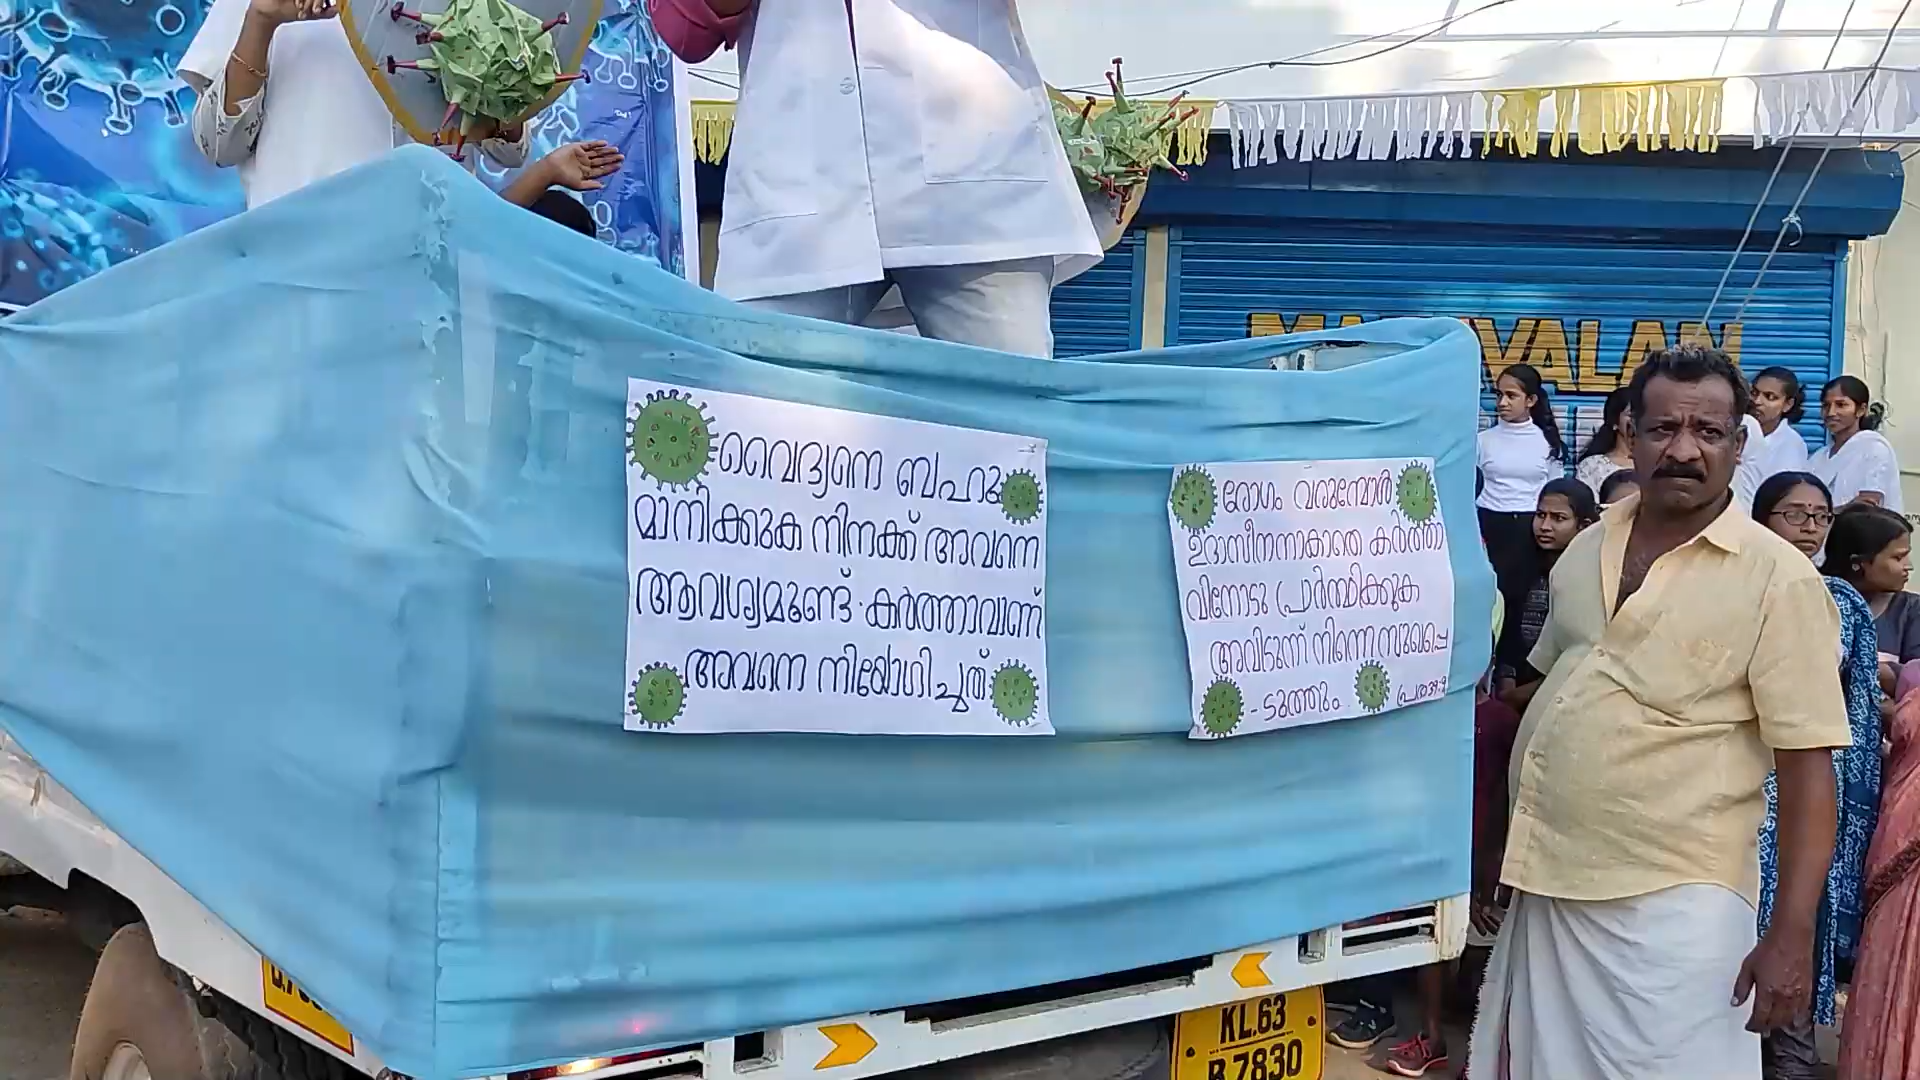 വൈദ്യനെ ബഹു
മാനിക്കുക നിനക്ക് അവനെ
ആവശ്യമുണ്ട്. കർത്താവാണ്
അവനെ നിയോഗിച്ചത്
രോഗം വരുമ്പോൾ
ഉദാസീനനാകാതെ കർത്താ
വിനോടു പ്രാർത്ഥിക്കുക
അവിടുന്ന് നിന്നെ സുഖപ്പെ
- ടുത്തും.
KL.63
B 7830